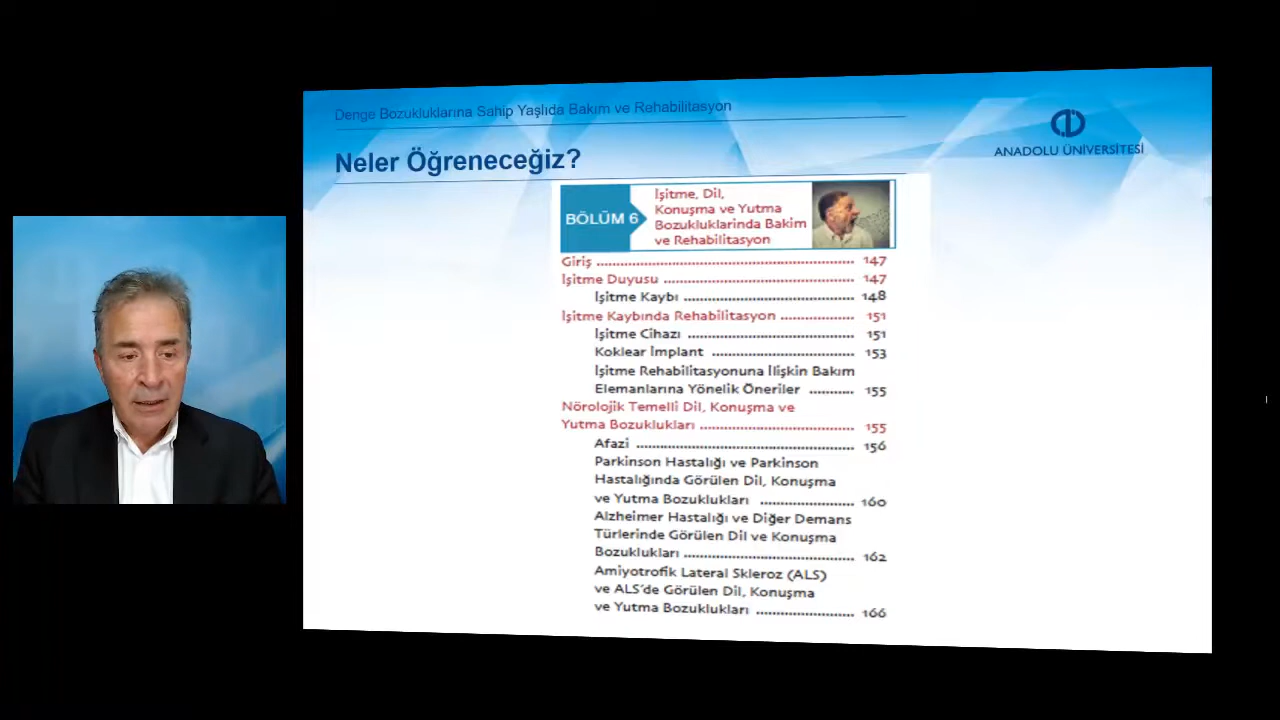 Denge Bozukluklarına Sahip Yaşlıda Bakım ve Rehabilitasyon
Neler Öğreneceğiz?
ANADOLU ÜNİVERSİTESİ
BÖLÜM 6
İşitme, Dil,
Konuşma ve Yutma
Bozukluklarında Bakım
ve Rehabilitasyon
Giriş .......... 147
İşitme Duyusu .......... 147
İşitme Kaybı .......... 148
İşitme Kaybında Rehabilitasyon .......... 151
İşitme Cihazı .......... 151
Koklear İmplant .......... 153
İşitme Rehabilitasyonuna İlişkin Bakım
Elemanlarına Yönelik Öneriler .......... 155
Nörolojik Temelli Dil, Konuşma ve
Yutma Bozuklukları .......... 155
Afazi .......... 156
Parkinson Hastalığı ve Parkinson
Hastalığında Görülen Dil, Konuşma
ve Yutma Bozuklukları .......... 160
Alzheimer Hastalığı ve Diğer Demans
Türlerinde Görülen Dil ve Konuşma
Bozuklukları .......... 162
Amiyotrofik Lateral Skleroz (ALS)
ve ALS'de Görülen Dil, Konuşma
ve Yutma Bozuklukları .......... 166